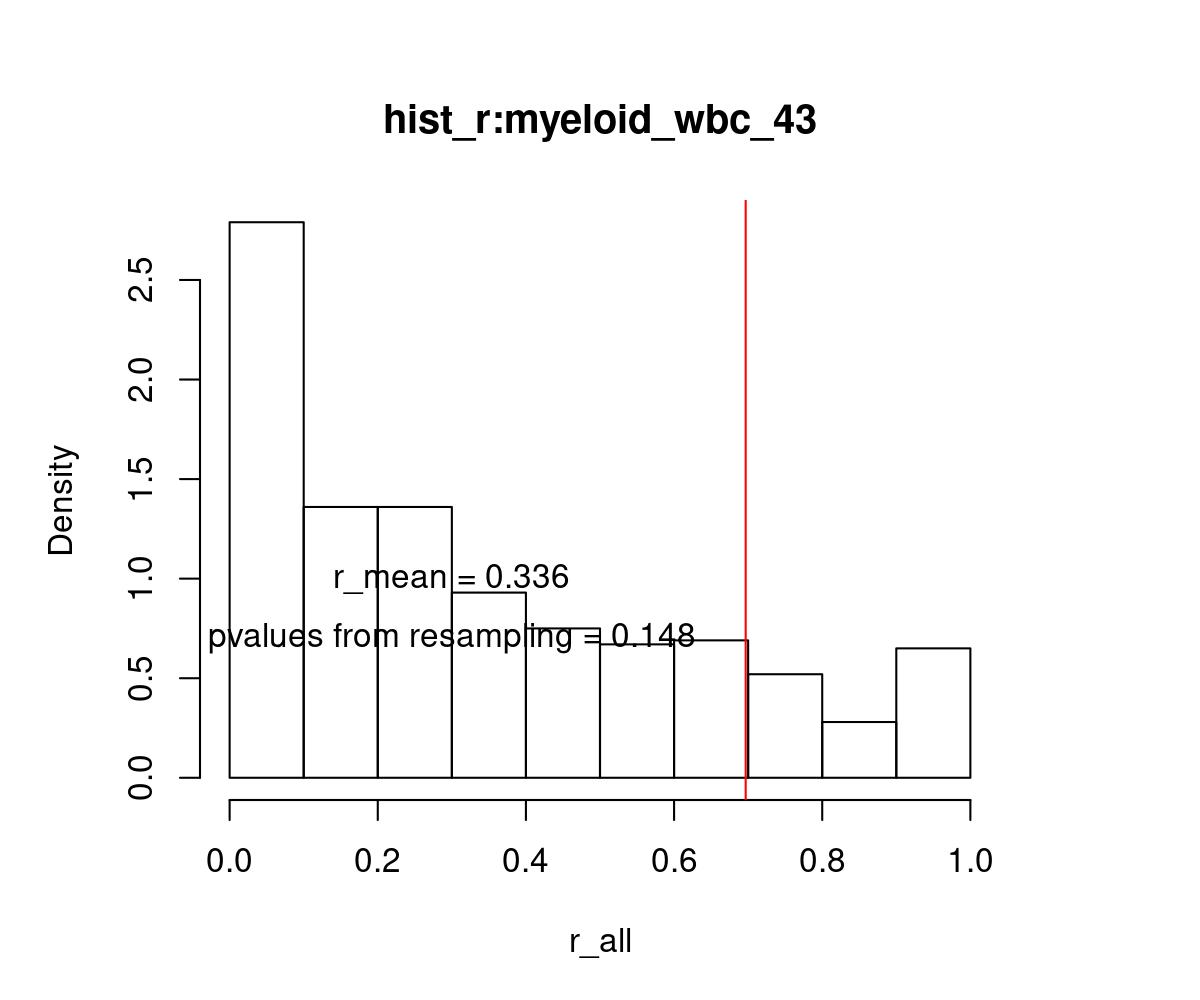 hist_r:myeloid_wbc_43
Density
2.5
2.0
1.5
1.0
0.5
0.0
r_mean = 0.336
pvalues from resampling = 0.148
0.0 0.2 0.4 0.6 0.8 1.0
r_all